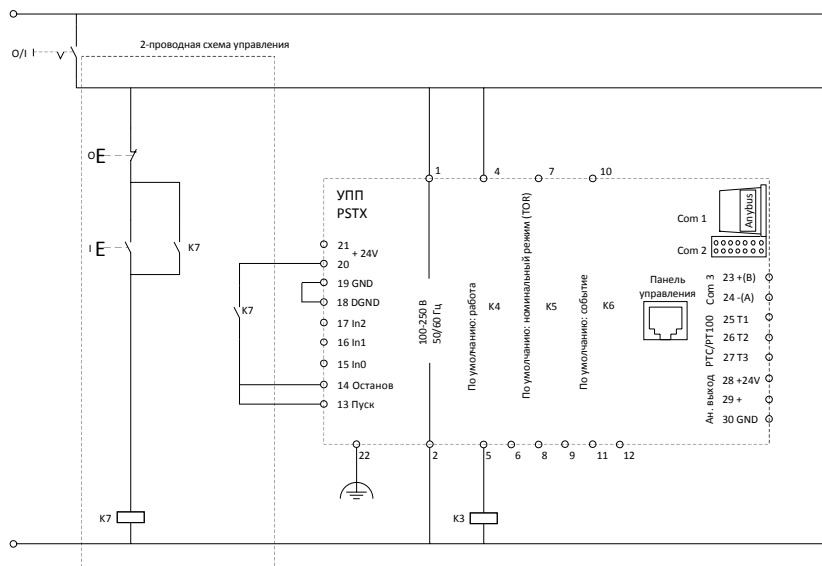 2-проводная схема управления
O/I
O
I
K7
K7
K7
УПП
PSTX
21
+ 24V
20
19 GND
18 DGND
17 In2
16 In1
15 In0
14 Останов
13 Пуск
22
1
4
7
10
100-250 В
50/60 Гц
По умолчанию: работа
K4
По умолчанию: номинальный режим (TOR)
K5
По умолчанию: событие
K6
Com 1
Anybus
Com 2
Панель
управления
Com 3
23 +(B)
24 -(A)
PTC/PT100
25 T1
26 T2
27 T3
Ан. выход
28 +24V
29 +
30 GND
2
5
6
8
9
11
12
K3